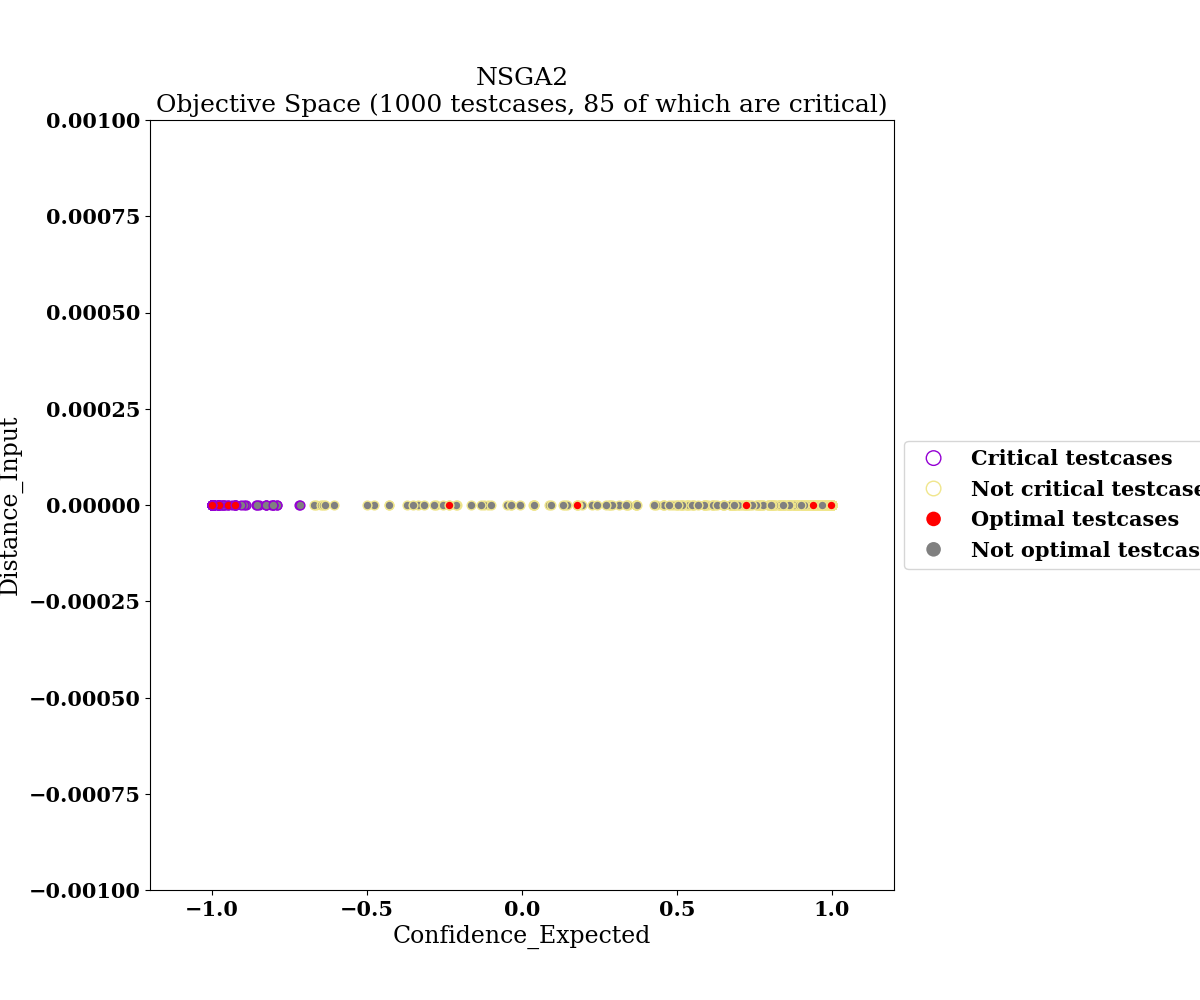 NSGA2
Objective Space (1000 testcases, 85 of which are critical)
0.00100
0.00075
0.00050
0.00025
0.00000
−0.00025
−0.00050
−0.00075
−0.00100
Distance_Input
−1.0
−0.5
0.0
0.5
1.0
Confidence_Expected
Critical testcases
Not critical testcase
Optimal testcases
Not optimal testcas